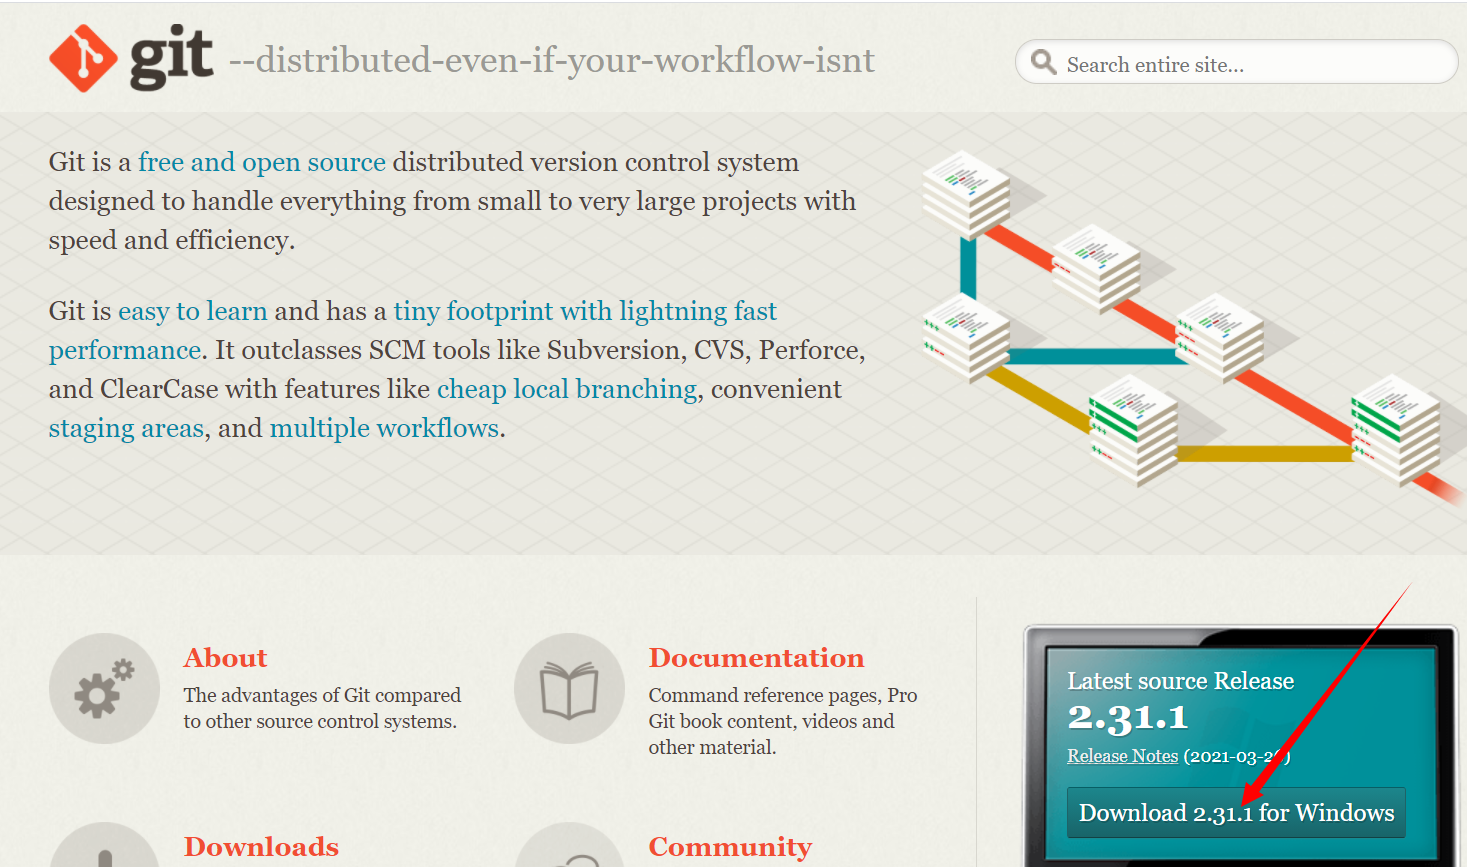 git --distributed-even-if-your-workflow-isnt
Search entire site...
Git is a free and open source distributed version control system
designed to handle everything from small to very large projects with
speed and efficiency.
Git is easy to learn and has a tiny footprint with lightning fast
performance. It outclasses SCM tools like Subversion, CVS, Perforce,
and ClearCase with features like cheap local branching, convenient
staging areas, and multiple workflows.
About
The advantages of Git compared
to other source control systems.
Documentation
Command reference pages, Pro
Git book content, videos and
other material.
Downloads
Community
Latest source Release
2.31.1
Release Notes
Download 2.31.1 for Windows